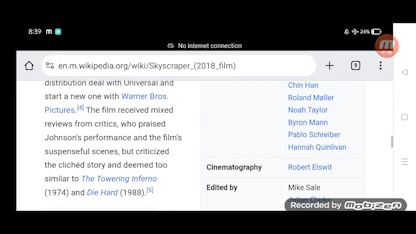 8:39 m
24%
No internet connection
en.m.wikipedia.org/wiki/Skyscraper_(2018_film)
9
distribution deal with Universal and
start a new one with Warner Bros.
Pictures.[4] The film received mixed
reviews from critics, who praised
Johnson's performance and the film's
suspenseful scenes, but criticized
the clichéd story and deemed too
similar to The Towering Inferno
(1974) and Die Hard (1988).[5]
Chin Han
Roland Møller
Noah Taylor
Byron Mann
Pablo Schreiber
Hannah Quinlivan
Cinematography Robert Elswit
Edited by Mike Sale
Recorded by Mobizen